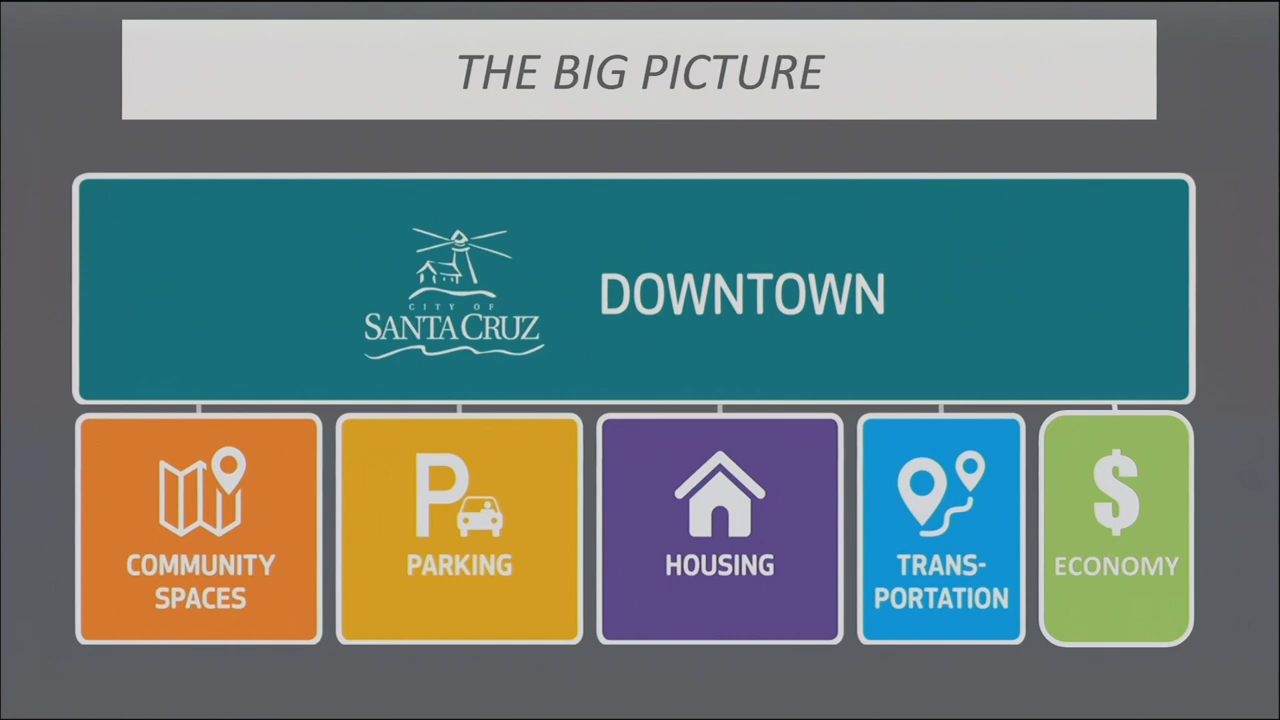 THE BIG PICTURE
CITY OF
SANTA CRUZ
DOWNTOWN
COMMUNITY
SPACES
P
PARKING
HOUSING
TRANS-
PORTATION
$
ECONOMY